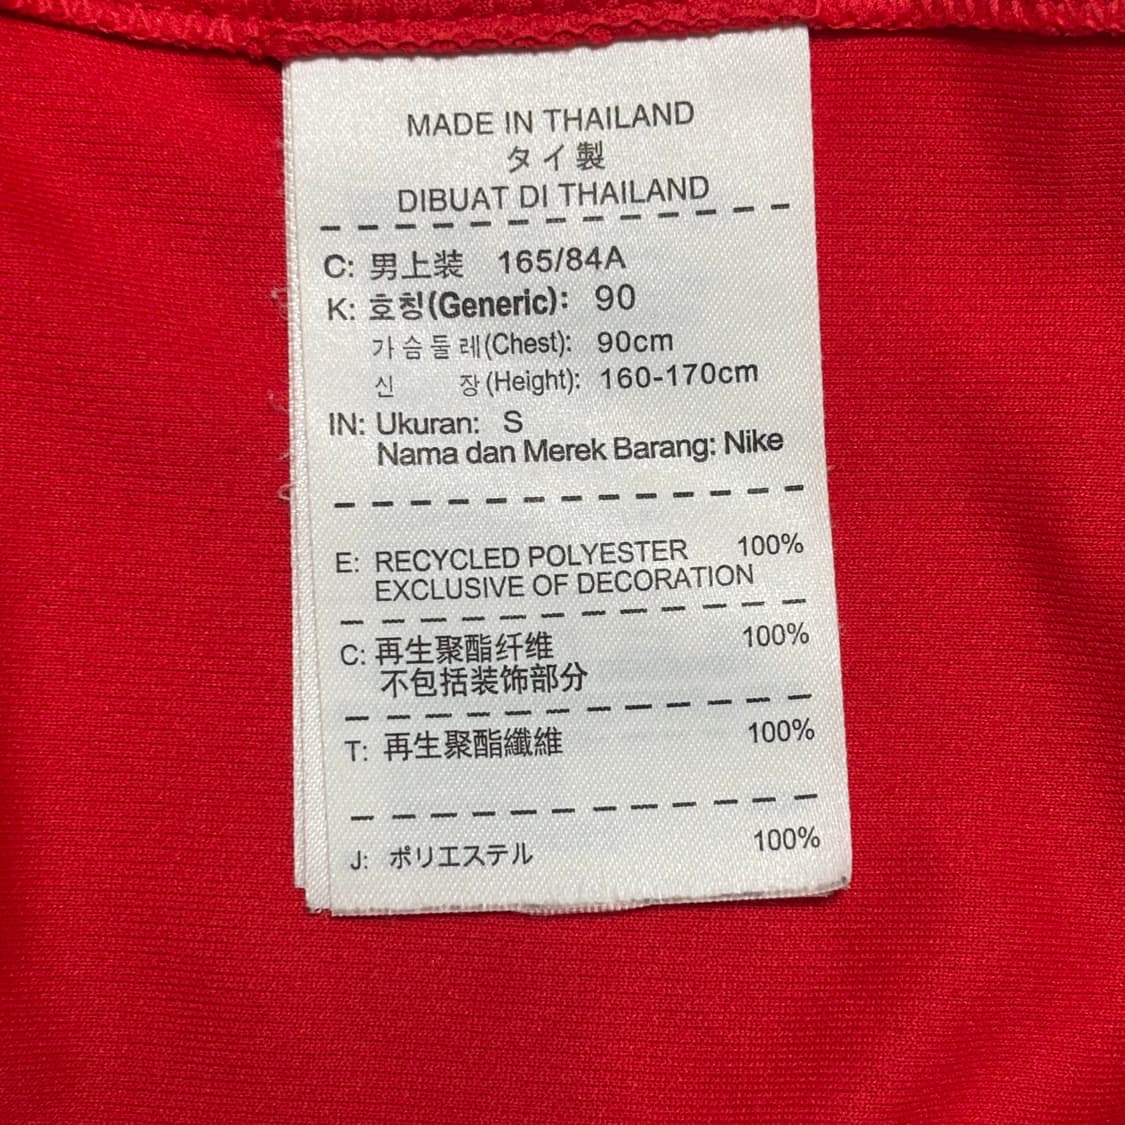 MADE IN THAILAND
タイ製
DIBUAT DI THAILAND
C: 男上装 165/84A
K: 호칭(Generic): 90
가슴둘레(Chest): 90cm
신 장(Height): 160-170cm
IN: Ukuran: S
Nama dan Merek Barang: Nike
E: RECYCLED POLYESTER 100%
EXCLUSIVE OF DECORATION
C: 再生聚酯纤维 100%
不包括装饰部分
T: 再生聚酯纖維 100%
J: ポリエステル 100%